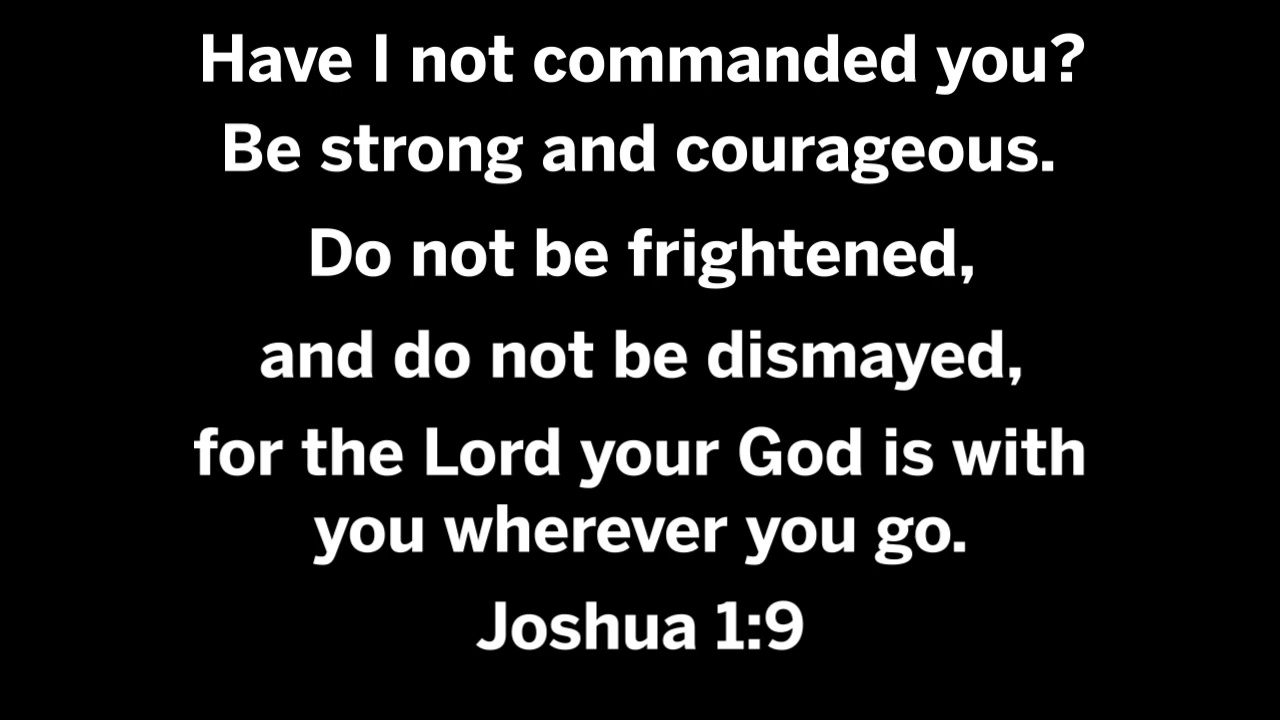 Have I not commanded you?
Be strong and courageous.
Do not be frightened,
and do not be dismayed,
for the Lord your God is with
you wherever you go.
Joshua 1:9